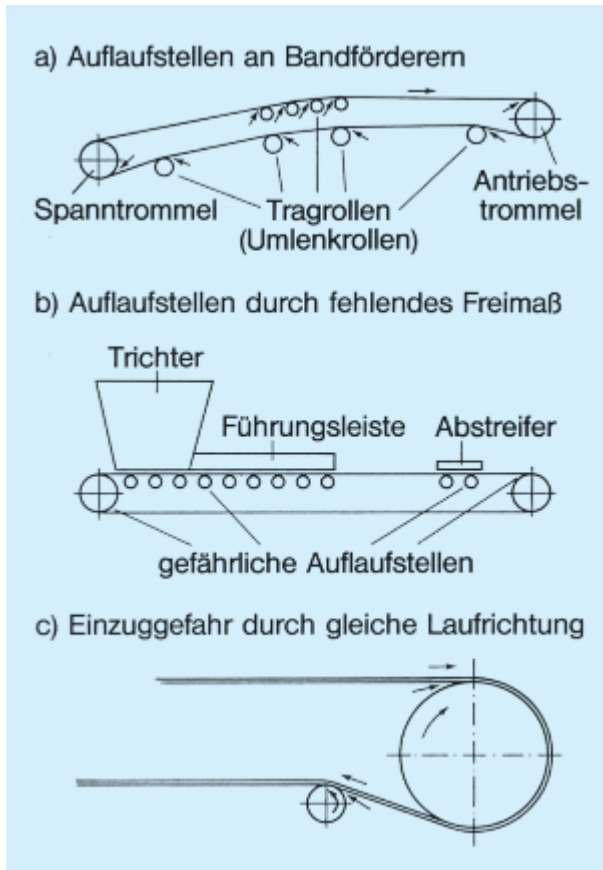 a) Auflaufstellen an Bandförderern
Spanntrommel
Tragrollen
(Umlenkrollen)
Antriebs-
trommel
b) Auflaufstellen durch fehlendes Freimaß
Trichter
Führungsleiste
Abstreifer
gefährliche Auflaufstellen
c) Einzuggefahr durch gleiche Laufrichtung